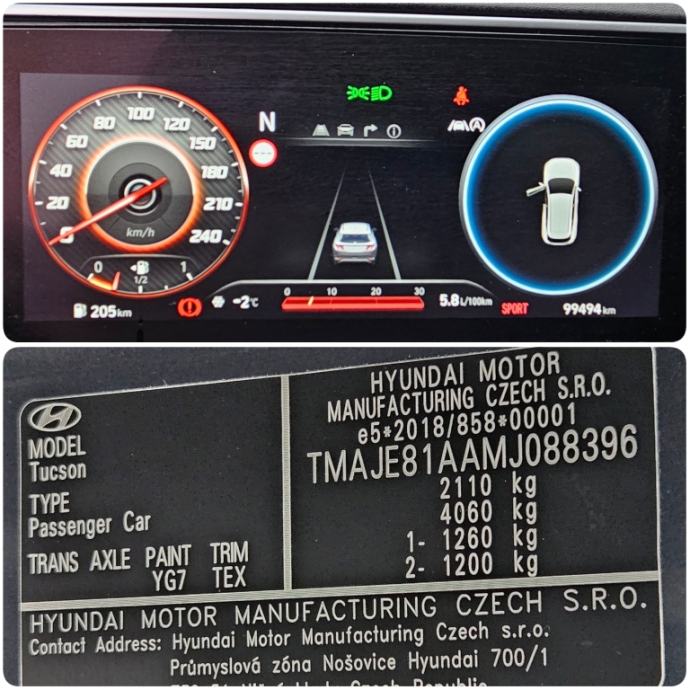 0 20 40 60 80 100 120 150 180 210 240
km/h
0 1/2 1
N
A
0 10 20 30
205km
-2°C
5.8L/100km
SPORT
99494 km
HYUNDAI MOTOR
MANUFACTURING CZECH S.R.O.
e5*2018/858*00001
TMAJE81AAMJ088396
2110 kg
4060 kg
1- 1260 kg
2- 1200 kg
MODEL
Tucson
TYPE
Passenger Car
TRANS AXLE PAINT TRIM
YG7 TEX
HYUNDAI MOTOR MANUFACTURING CZECH S.R.O.
Contact Address: Hyundai Motor Manufacturing Czech s.r.o.
Průmyslová zóna Nošovice Hyundai 700/1
Czech Republic